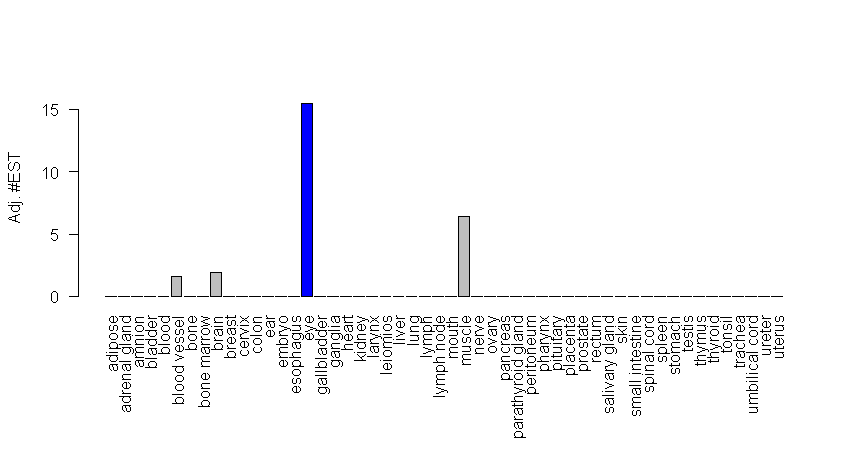 Adj. #EST
15
10
5
0
adipose
adrenal gland
amnion
bladder
blood
blood vessel
bone
bone marrow
brain
breast
cervix
colon
ear
embryo
esophagus
eye
gallbladder
ganglia
heart
kidney
larynx
leiomios
liver
lung
lymph
lymph node
mouth
muscle
nerve
ovary
pancreas
parathyroid gland
peritoneum
pharynx
pituitary
placenta
prostate
rectum
salivary gland
skin
small intestine
spinal cord
spleen
stomach
testis
thymus
thyroid
tonsil
trachea
umbilical cord
ureter
uterus